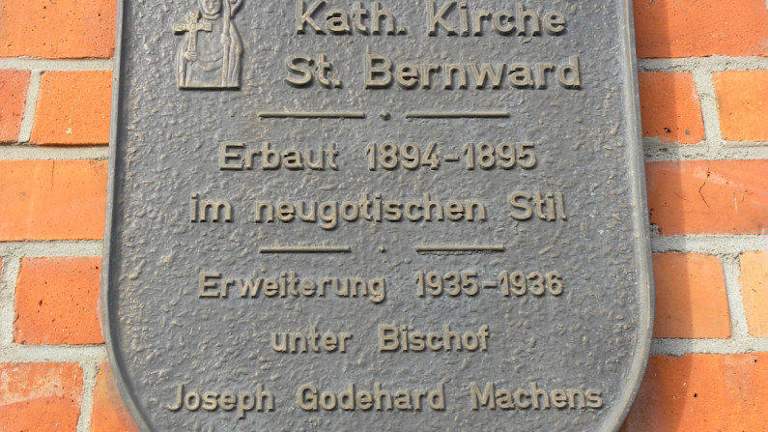 Kath. Kirche
St. Bernward
Erbaut 1894-1895
im neugotischen Stil
Erweiterung 1935-1936
unter Bischof
Joseph Godehard Machens